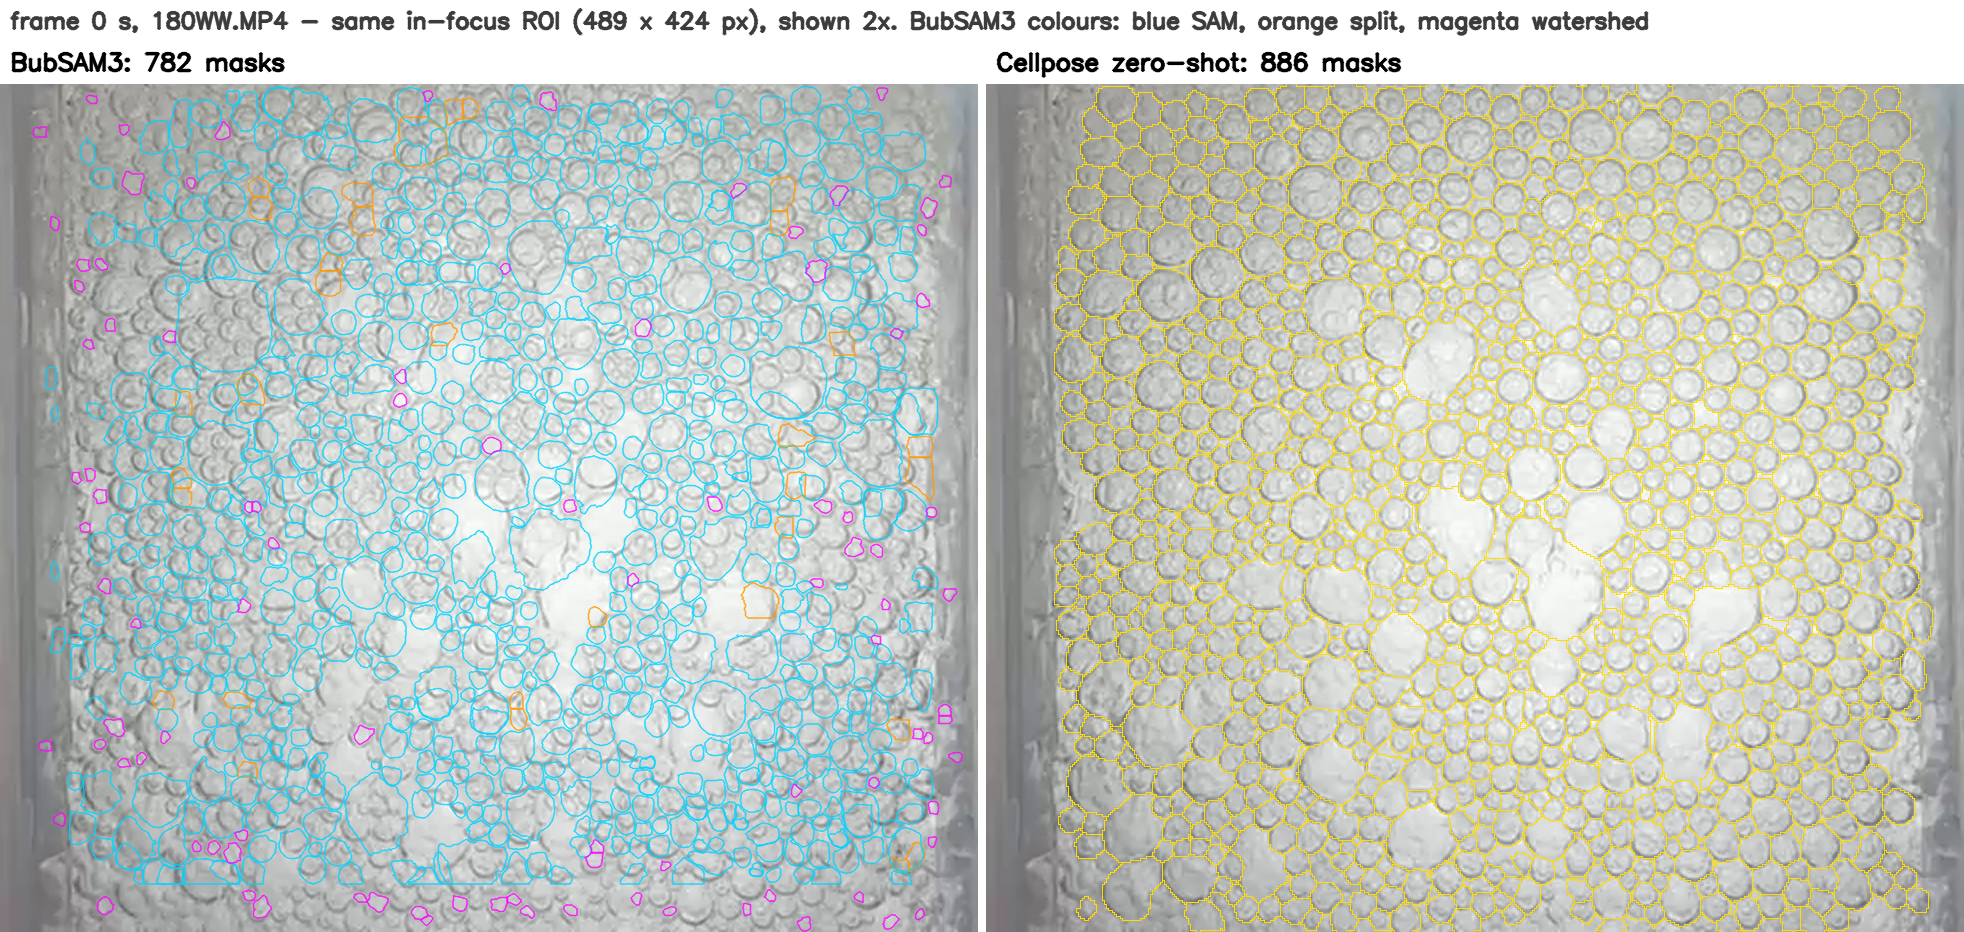 frame 0 s, 180WW.MP4 - same in-focus ROI (489 x 424 px), shown 2x. BubSAM3 colours: blue SAM, orange split, magenta watershed
BubSAM3: 782 masks
Cellpose zero-shot: 886 masks